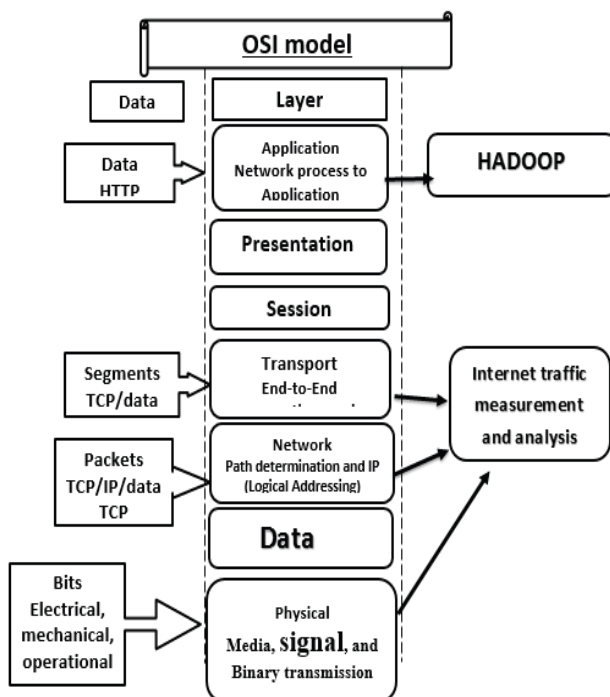 OSI model
Data
Layer
Data
HTTP
Application
Network process to
Application
HADOOP
Presentation
Session
Segments
TCP/data
Transport
End-to-End
Internet traffic
measurement
and analysis
Packets
TCP/IP/data
TCP
Network
Path determination and IP
(Logical Addressing)
Data
Bits
Electrical,
mechanical,
operational
Physical
Media, signal, and
Binary transmission